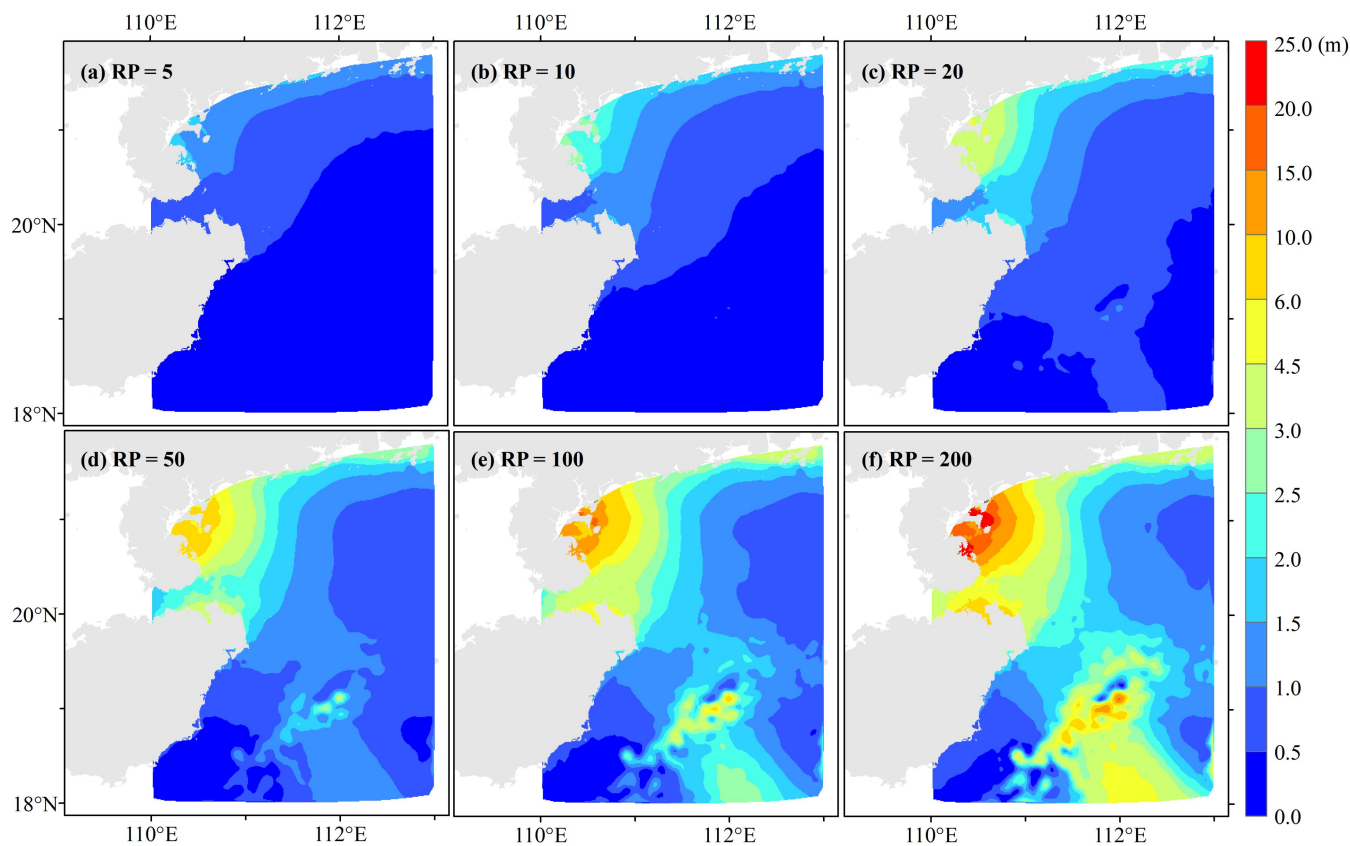 110°E 112°E 110°E 112°E 110°E 112°E
(a) RP = 5
(b) RP = 10
(c) RP = 20
20°N
18°N
(d) RP = 50
(e) RP = 100
(f) RP = 200
20°N
18°N
110°E 112°E 110°E 112°E 110°E 112°E
25.0 (m)
20.0
15.0
10.0
6.0
4.5
3.0
2.5
2.0
1.5
1.0
0.5
0.0